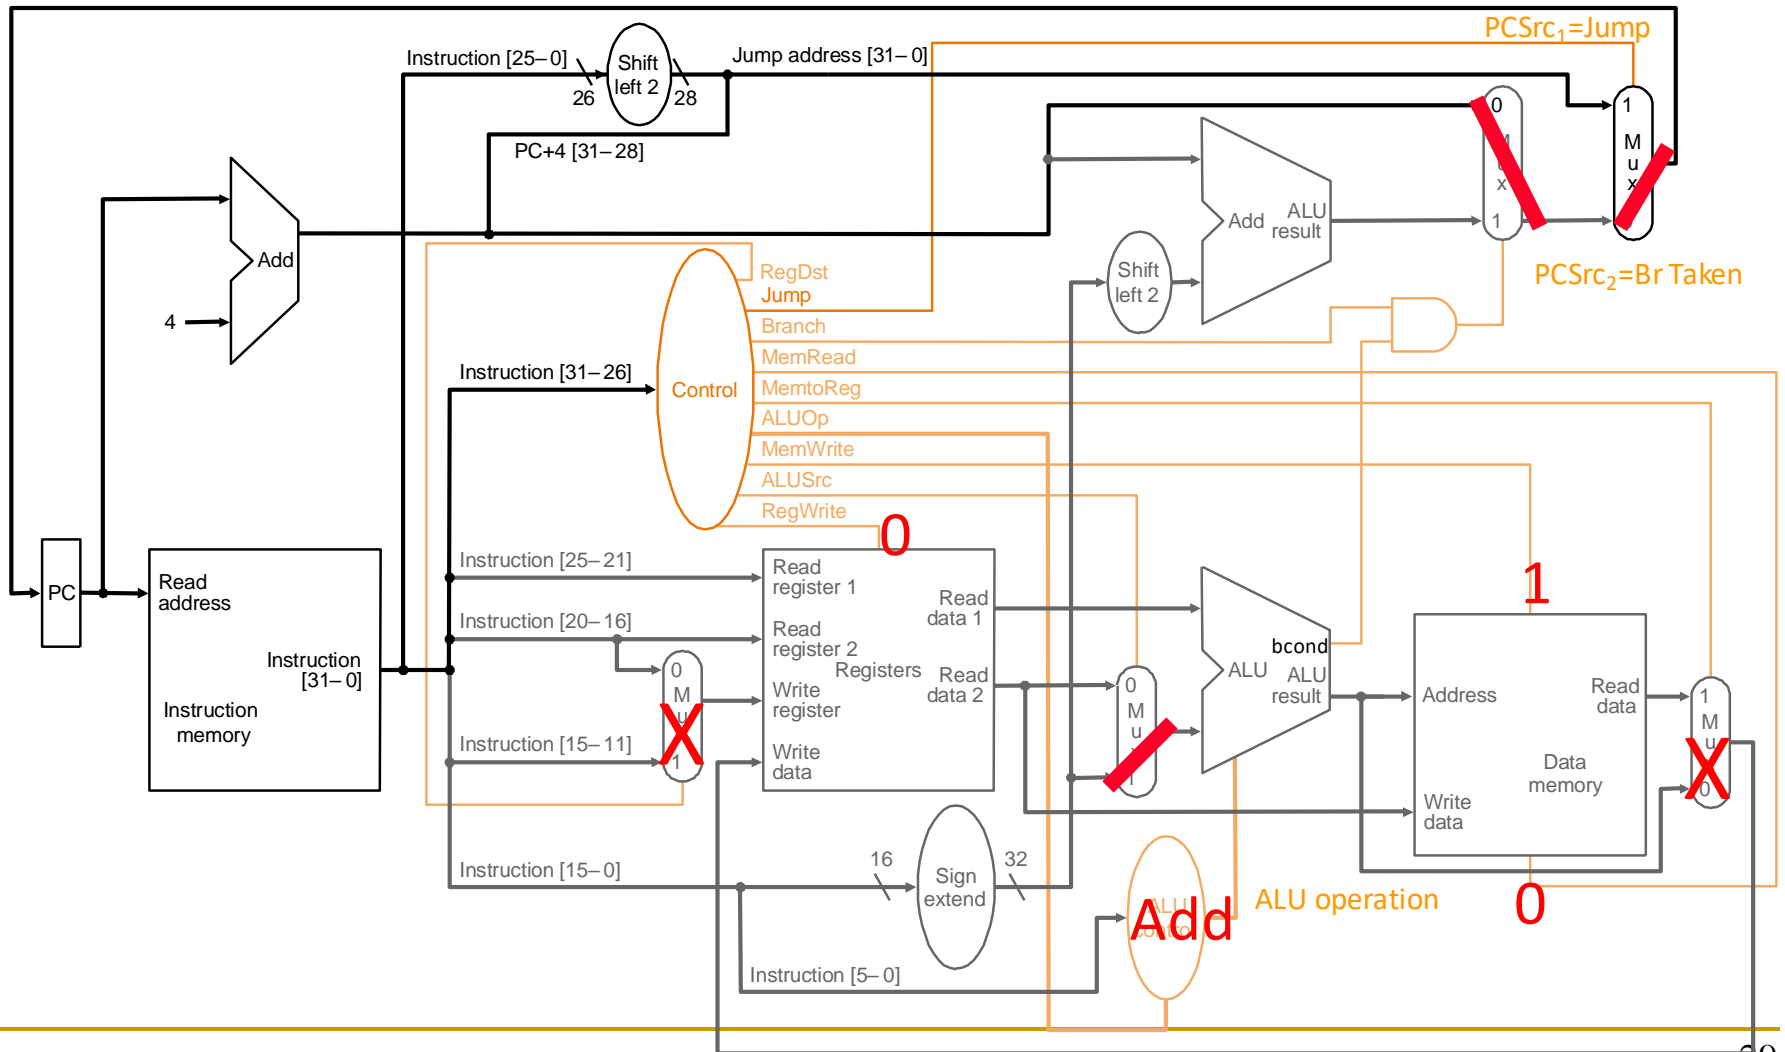 PCSrc1=Jump
Instruction [25–0]
Shift
left 2
Jump address [31–0]
26
28
0
M
u
x
1
1
M
u
x
PC+4 [31–28]
Add
ALU
result
Add
4
Shift
left 2
PCSrc2=Br Taken
RegDst
Jump
Branch
MemRead
MemtoReg
ALUOp
MemWrite
ALUSrc
RegWrite
Instruction [31–26]
Control
0
PC
Read
address
Instruction
[31–0]
Instruction
memory
Instruction [25–21]
Instruction [20–16]
Instruction [15–11]
0
M
u
X
1
Read
register 1
Read
register 2
Registers
Write
register
Write
data
Read
data 1
Read
data 2
0
M
u
bcond
ALU
ALU
result
1
Address
Read
data
Data
memory
Write
data
1
M
u
X
0
Instruction [15–0]
16
Sign
extend
32
ALU
control
Add
ALU operation
0
Instruction [5–0]